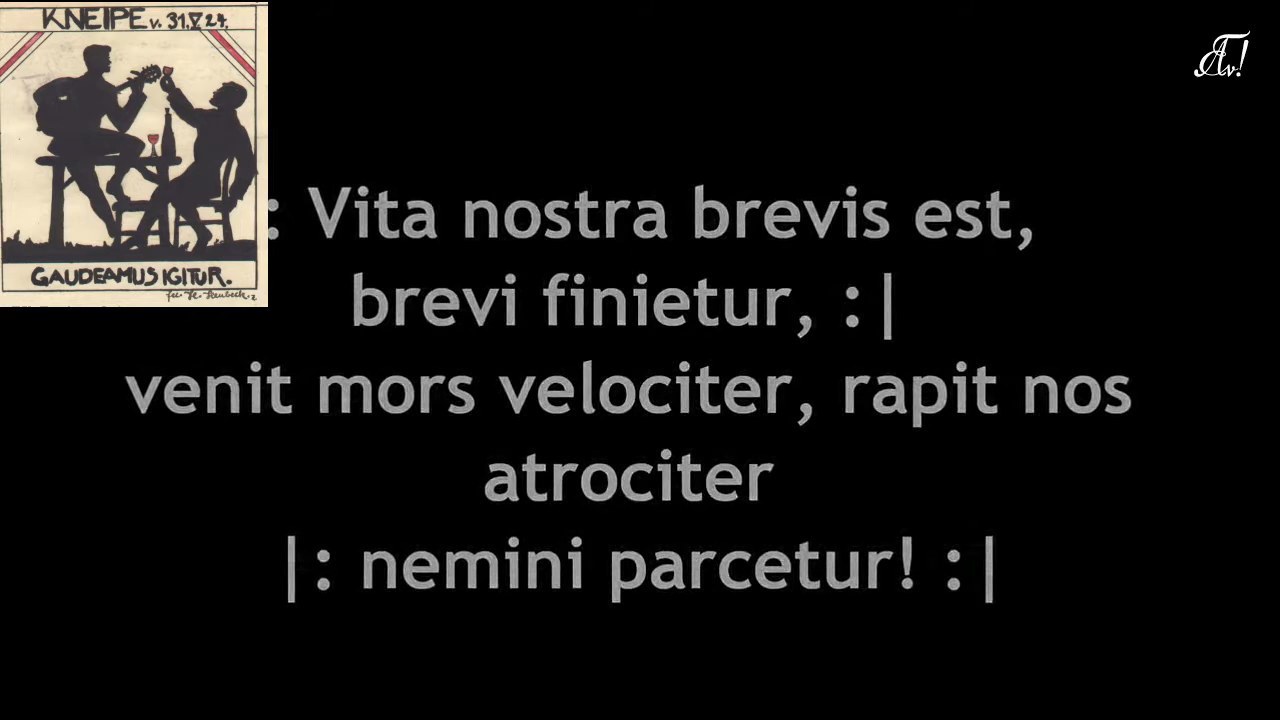 KNEIPE v. 31.V.24.
GAUDEAMUS IGITUR.
: Vita nostra brevis est,
brevi finietur, :|
venit mors velociter, rapit nos
atrociter
|: nemini parcetur! :|